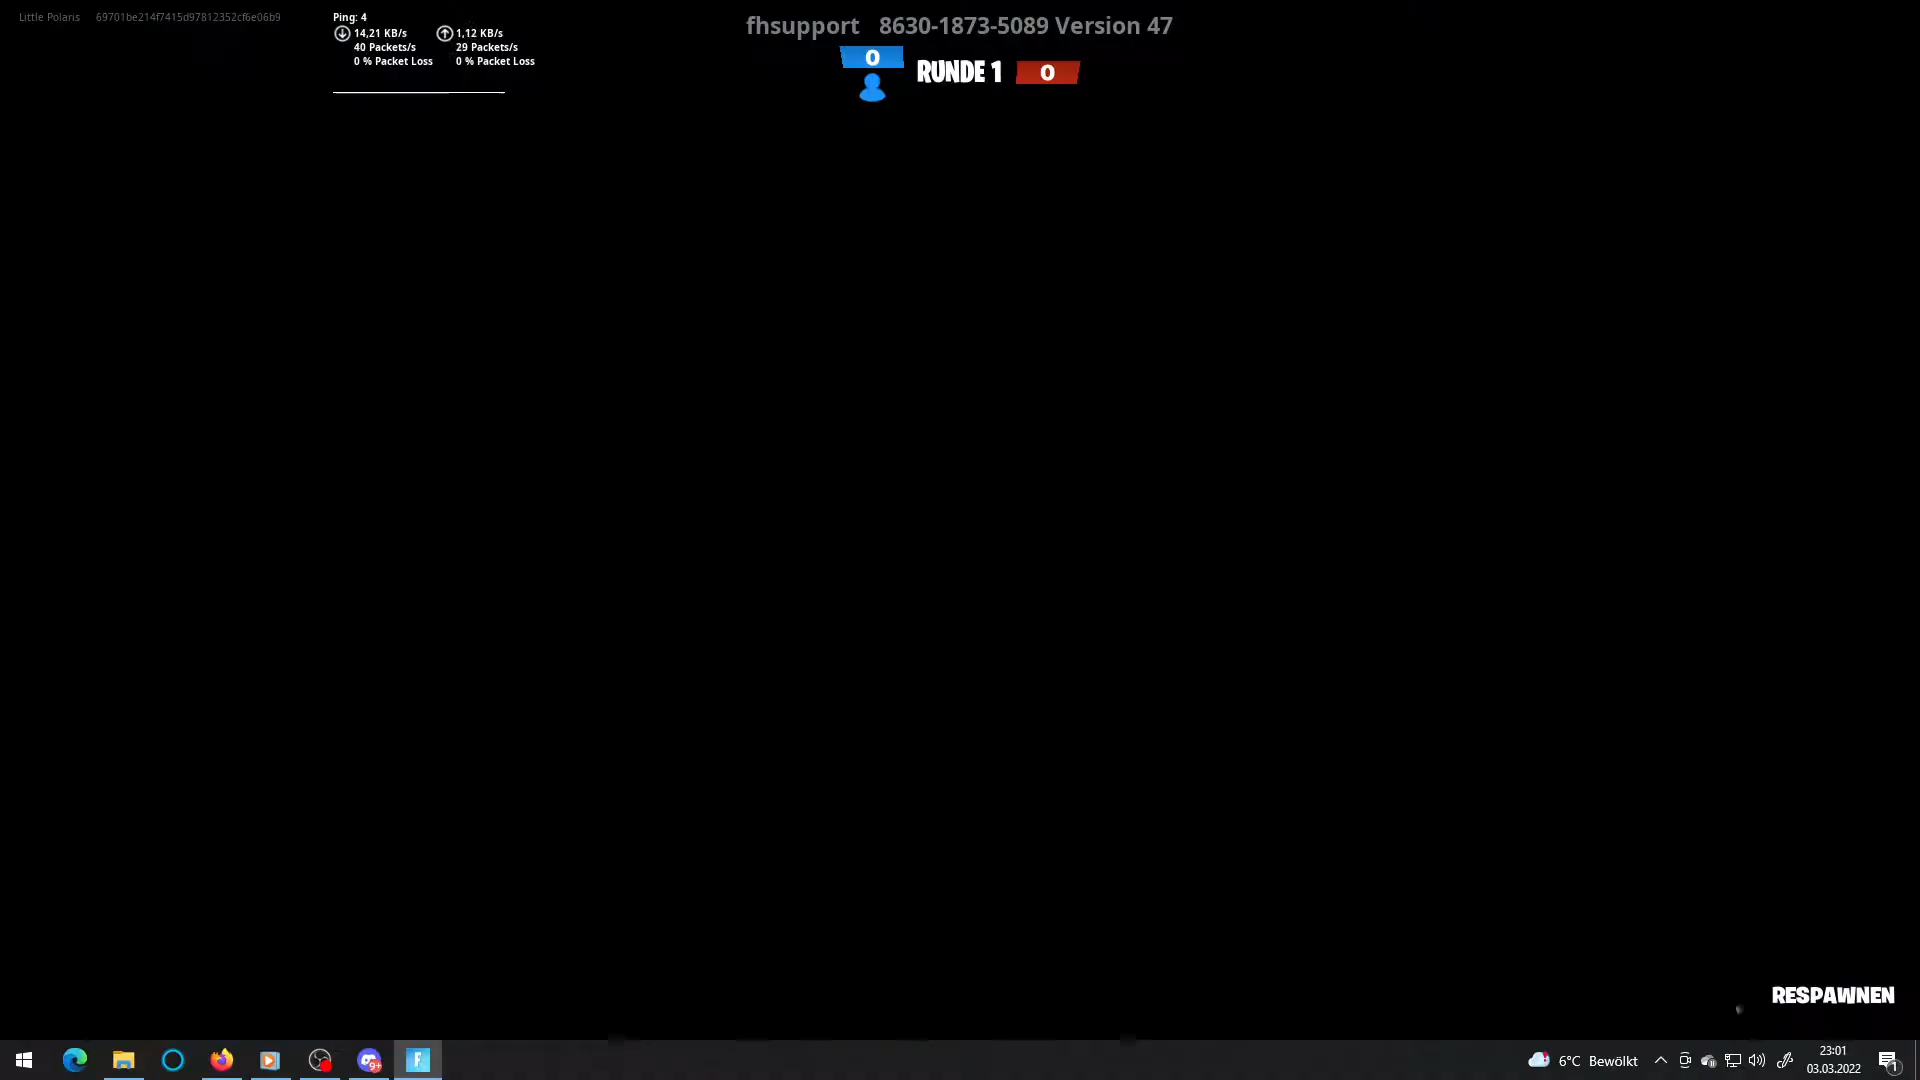 Little Polaris 69701be214f7415d97812352cf6e06b9
Ping: 4
14,21 KB/s 1,12 KB/s
40 Packets/s 29 Packets/s
0 % Packet Loss 0 % Packet Loss
fhsupport 8630-1873-5089 Version 47
0 RUNDE 1 0
RESPAWNEN
9+
F
6°C Bewölkt
23:01
03.03.2022
1